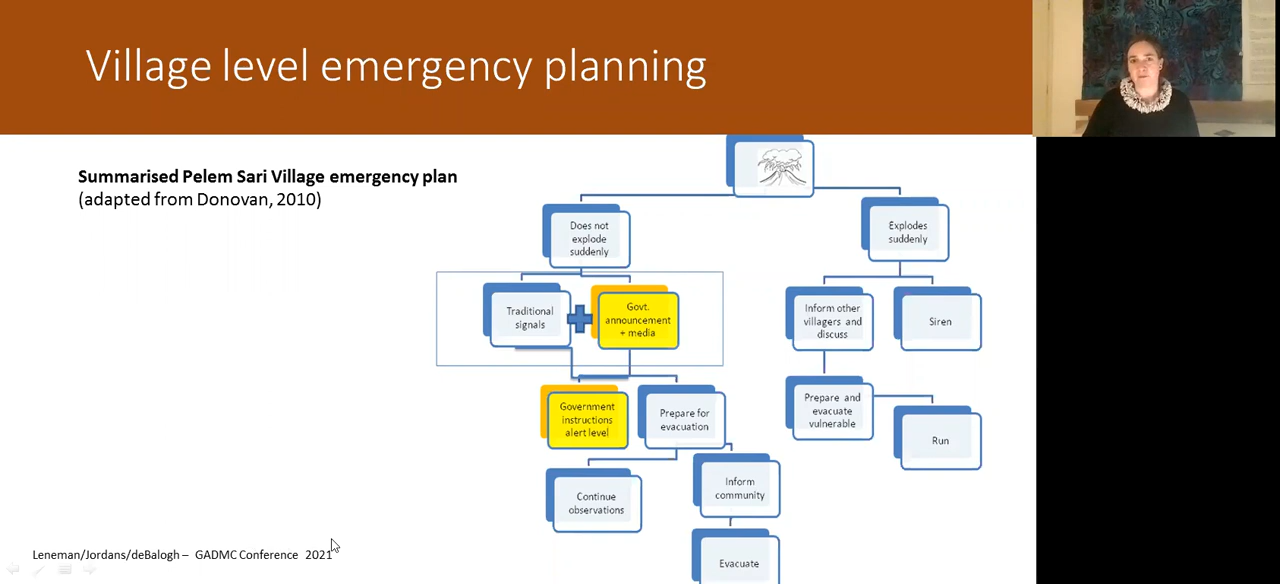 Village level emergency planning
Summarised Pelem Sari Village emergency plan
(adapted from Donovan, 2010)
Does not
explode
suddenly
Explodes
suddenly
Traditional
signals
Govt.
announcement
+ media
Inform other
villagers and
discuss
Siren
Government
instructions
alert level
Prepare for
evacuation
Prepare and
evacuate
vulnerable
Run
Continue
observations
Inform
community
Evacuate
Leneman/Jordans/deBalogh – GADMC Conference 2021